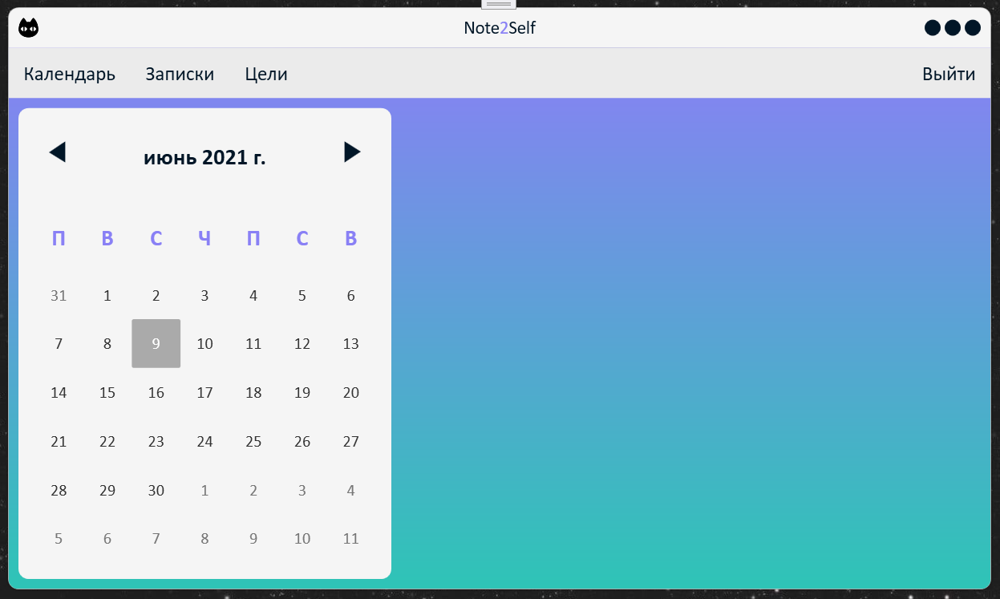 Note2Self
Календарь Записки Цели Выйти
июнь 2021 г.
П В С Ч П С В
31 1 2 3 4 5 6
7 8 9 10 11 12 13
14 15 16 17 18 19 20
21 22 23 24 25 26 27
28 29 30 1 2 3 4
5 6 7 8 9 10 11